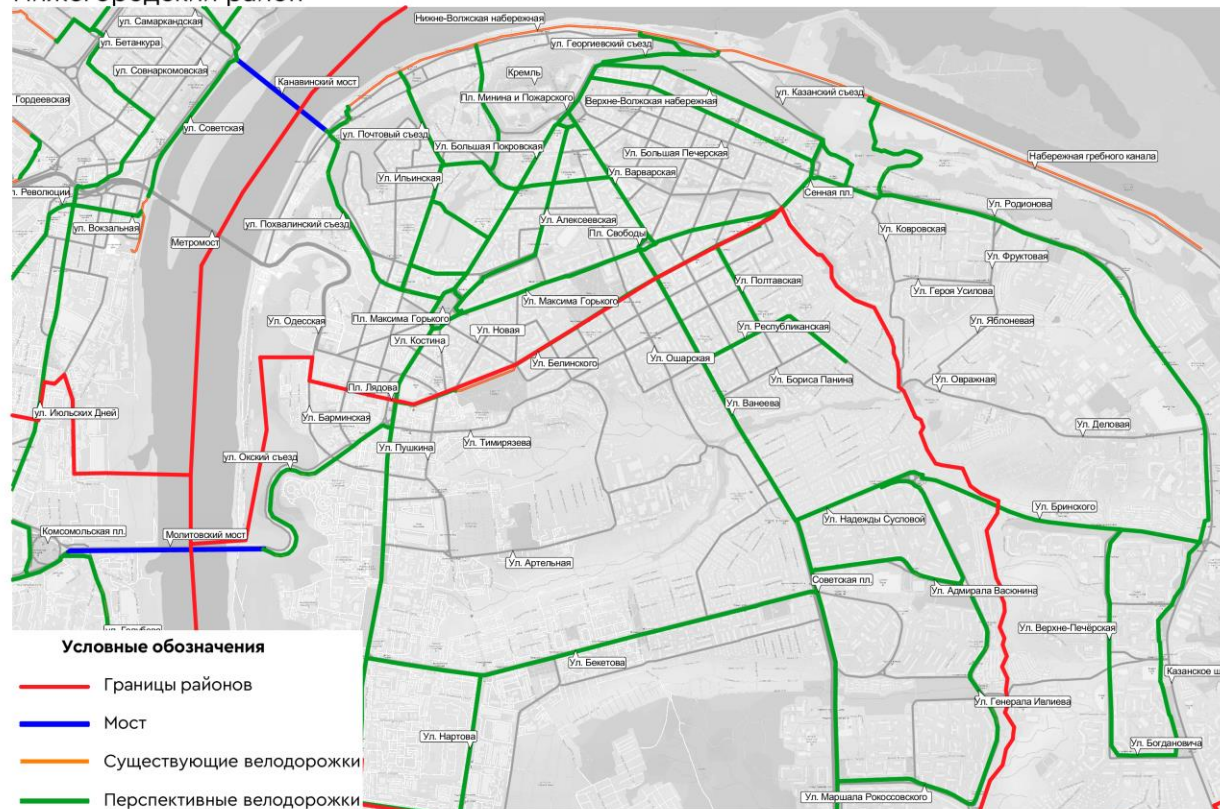 Нижегородский район
ул. Самаркандская
Нижне-Волжская набережная
ул. Бетанкура
ул. Георгиевский съезд
ул. Совнаркомовская
Кремль
Канавинский мост
ул. Казанский съезд
Гордеевская
Пл. Минина и Пожарского
Верхне-Волжская набережная
ул. Советская
ул. Почтовый съезд
Ул. Большая Покровская
Ул. Большая Печерская
Набережная гребного канала
Ул. Ильинская
Ул. Варварская
Революции
Сенная пл.
Ул. Родионова
ул. Вокзальная
ул. Похвалинский съезд
Ул. Алексеевская
Ул. Ковровская
Пл. Свободы
Метромост
Ул. Фруктовая
Ул. Полтавская
Ул. Героя Усилова
Ул. Максима Горького
Пл. Максима Горького
Ул. Одесская
Ул. Новая
Ул. Республиканская
Ул. Яблоневая
Ул. Костина
Ул. Белинского
Ул. Ошарская
Ул. Бориса Панина
Ул. Овражная
Пл. Лядова
Ул. Ванеева
ул. Июльских Дней
Ул. Барминская
Ул. Деловая
Ул. Тимирязева
Ул. Пушкина
ул. Окский съезд
Ул. Бринского
Ул. Надежды Сусловой
Комсомольская пл.
Молитовский мост
Ул. Артельная
Советская пл.
Ул. Адмирала Васюнина
Ул. Верхне-Печёрская
Условные обозначения
Ул. Бекетова
Казанское ш
Границы районов
Ул. Генерала Ивлиева
Мост
Ул. Нартова
Ул. Богдановича
Существующие велодорожки
Перспективные велодорожки
Ул. Маршала Рокоссовского